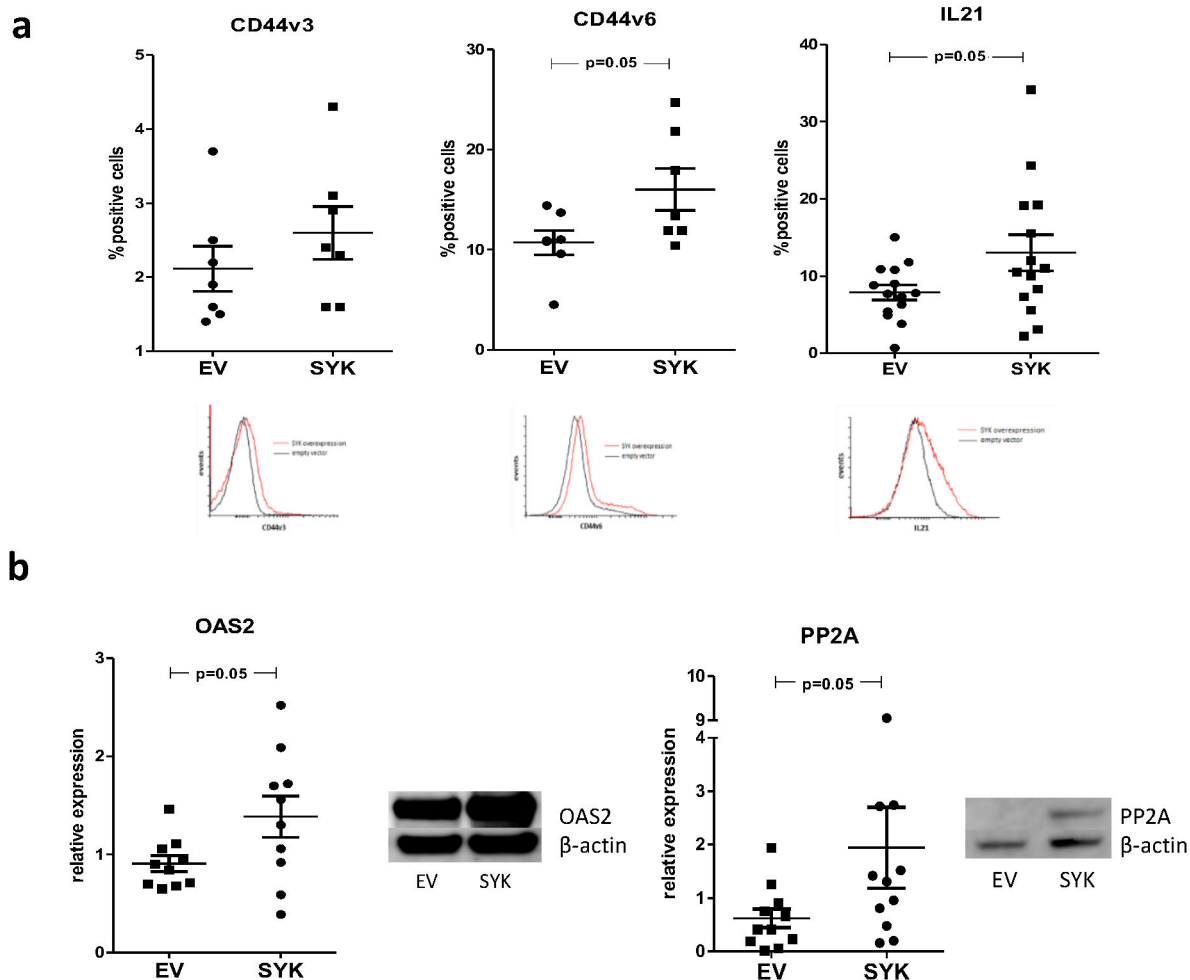 a
CD44v3
CD44v6
IL21
5
4
3
2
1
%positive cells
EV
SYK
30
20
10
0
%positive cells
p=0.05
EV
SYK
40
30
20
10
0
%positive cells
p=0.05
EV
SYK
events
SYK overexpression
empty vector
CD44v3
events
SYK overexpression
empty vector
CD44v6
events
SYK overexpression
empty vector
IL21
b
OAS2
3
2
1
0
relative expression
p=0.05
EV
SYK
OAS2
β-actin
EV SYK
PP2A
10
9
4
3
2
1
0
relative expression
p=0.05
EV
SYK
PP2A
β-actin
EV SYK